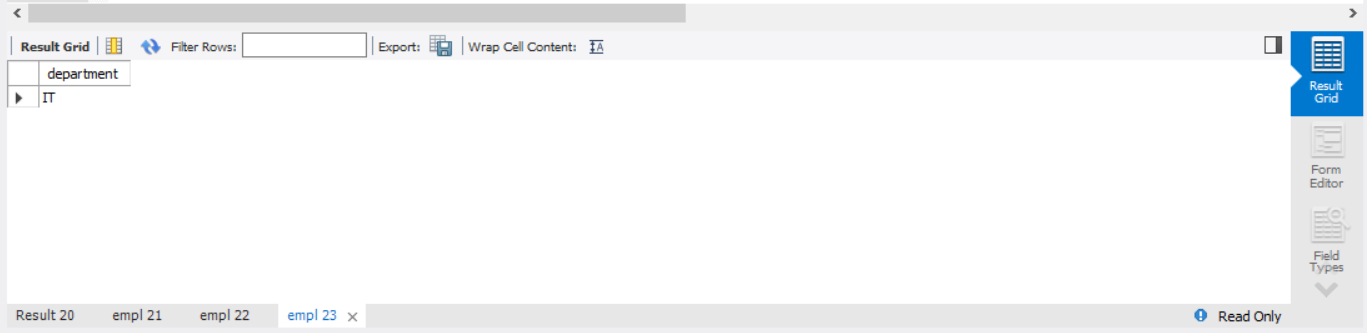 Result Grid Filter Rows: Export: Wrap Cell Content: IA
department
IT
Result Grid
Form Editor
Field Types
Result 20 empl 21 empl 22 empl 23 × Read Only